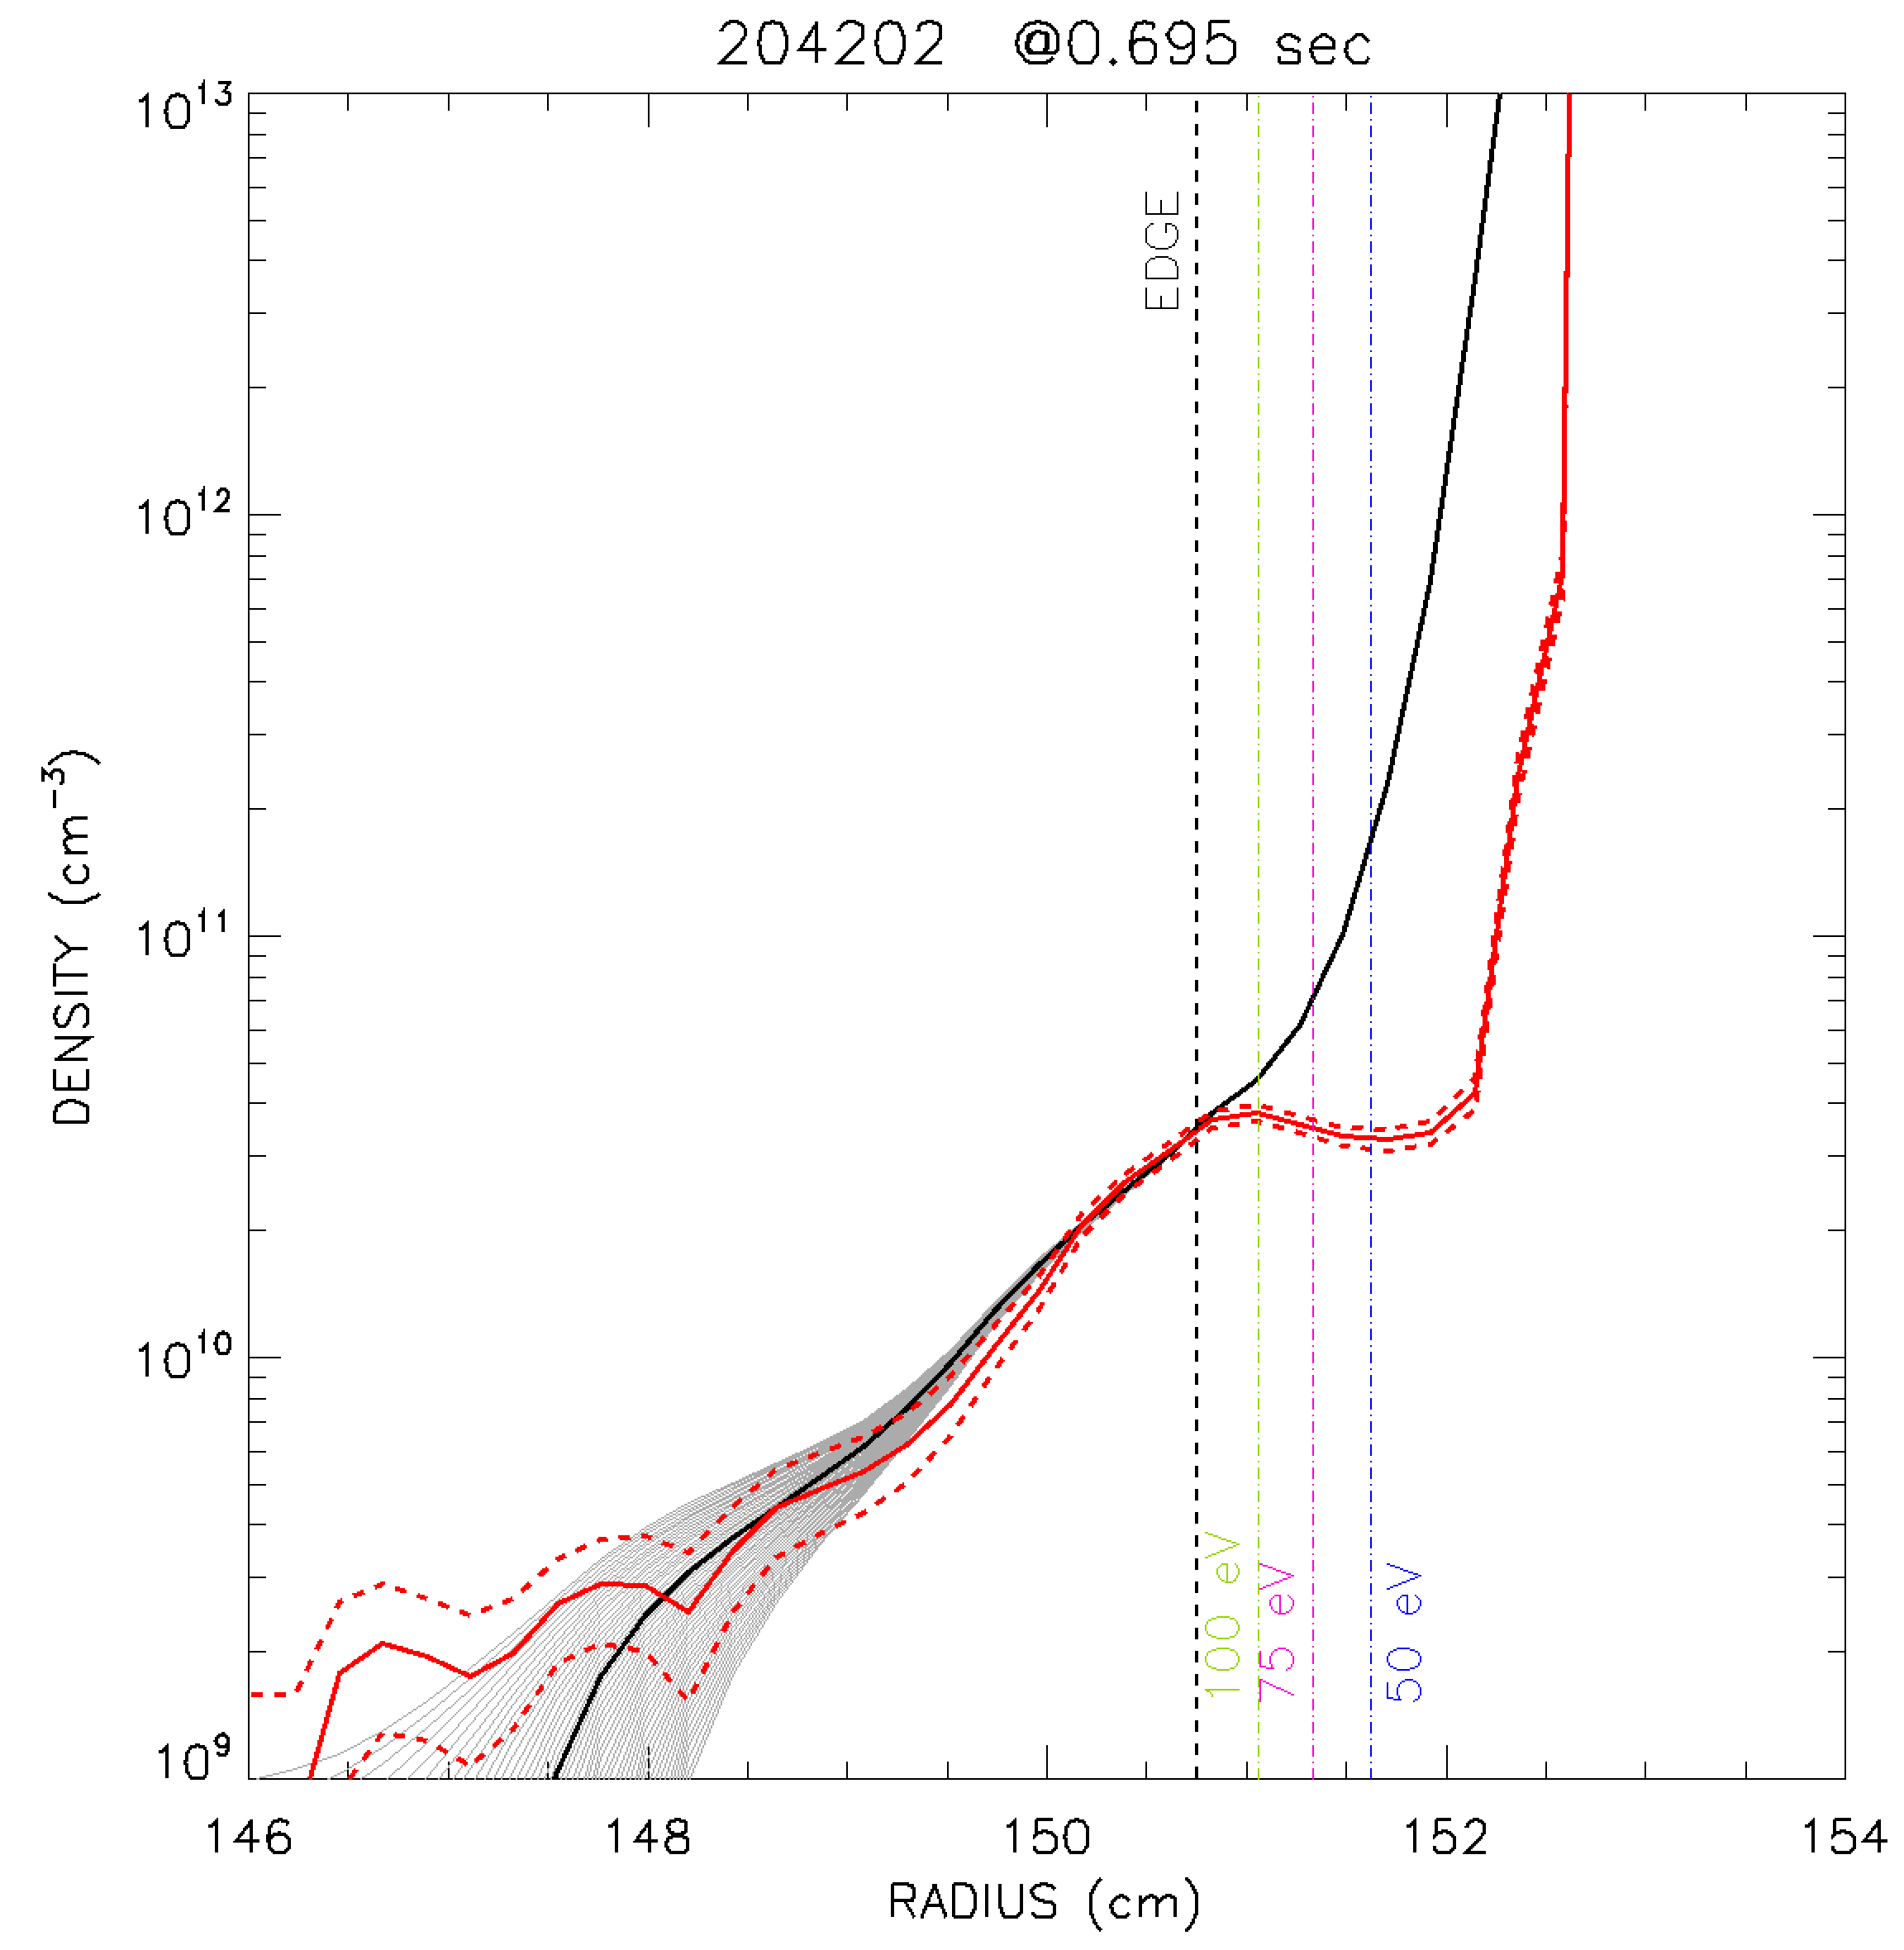 204202 @0.695 sec
10^13
10^12
10^11
10^10
10^9
DENSITY (cm^-3)
EDGE
100 eV
75 eV
50 eV
146 148 150 152 154
RADIUS (cm)